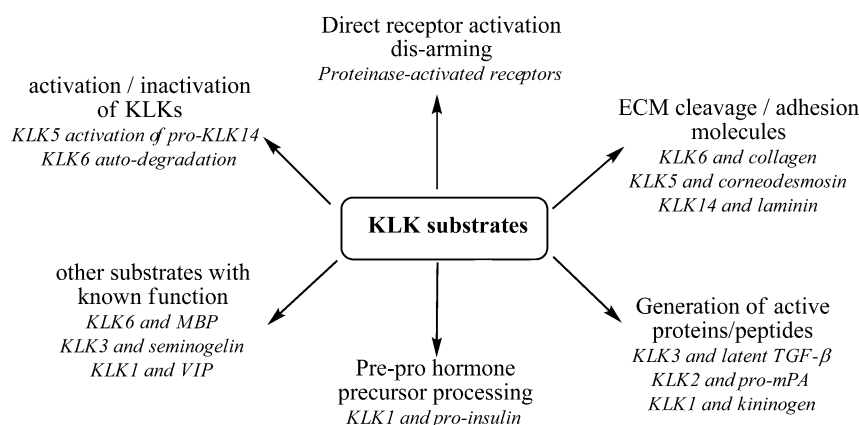 Direct receptor activation
dis-arming
Proteinase-activated receptors
activation / inactivation
of KLKs
KLK5 activation of pro-KLK14
KLK6 auto-degradation
ECM cleavage / adhesion
molecules
KLK6 and collagen
KLK5 and corneodesmosin
KLK14 and laminin
KLK substrates
other substrates with
known function
KLK6 and MBP
KLK3 and seminogelin
KLK1 and VIP
Pre-pro hormone
precursor processing
KLK1 and pro-insulin
Generation of active
proteins/peptides
KLK3 and latent TGF-β
KLK2 and pro-mPA
KLK1 and kininogen